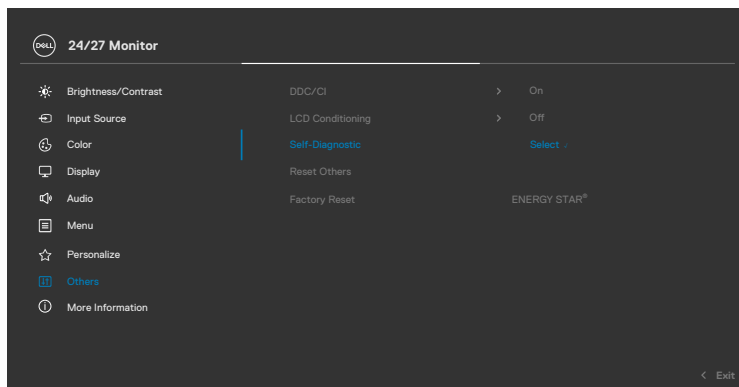 DELL 24/27 Monitor
Brightness/Contrast
Input Source
Color
Display
Audio
Menu
Personalize
Others
More Information
DDC/CI > On
LCD Conditioning > Off
Self-Diagnostic Select ✓
Reset Others
Factory Reset ENERGY STAR®
< Exit